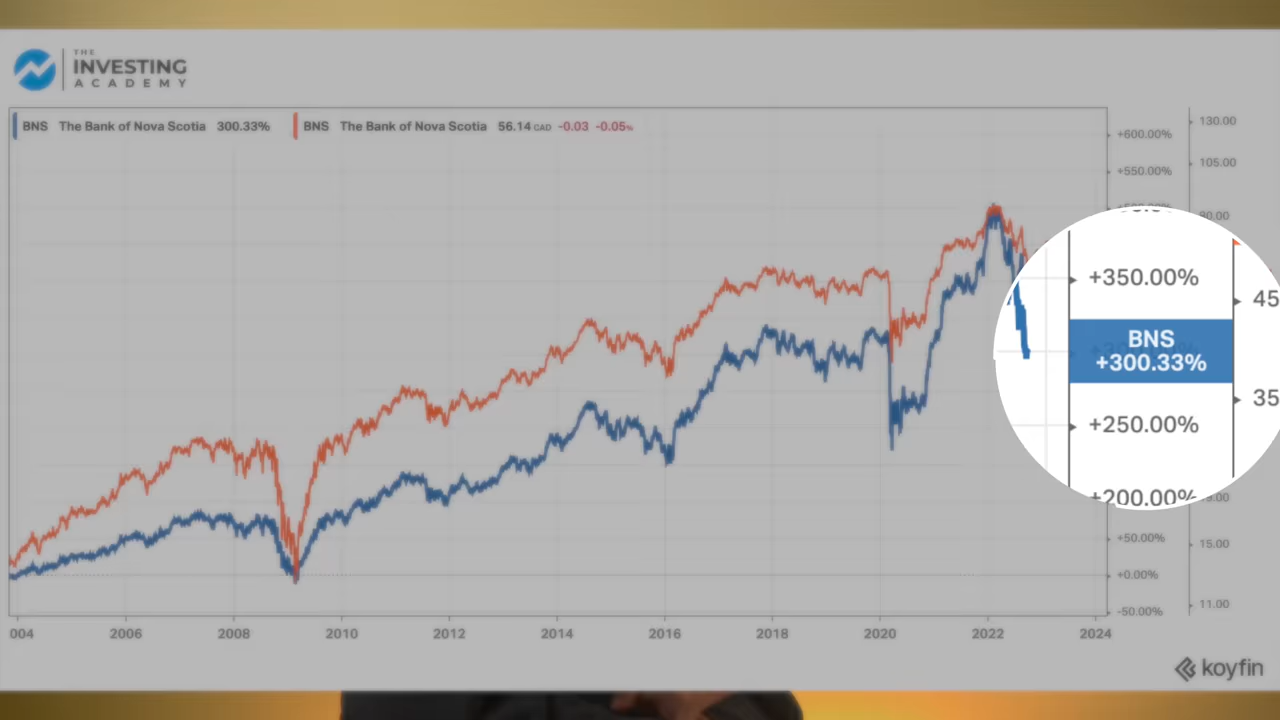 THE
INVESTING
ACADEMY
BNS The Bank of Nova Scotia 300.33%
BNS The Bank of Nova Scotia 56.14 CAD -0.03 -0.05%
+600.00%
+550.00%
130.00
105.00
+350.00%
BNS
+300.33%
+250.00%
+200.00%
45
35
+50.00%
+0.00%
-50.00%
15.00
11.00
004 2006 2008 2010 2012 2014 2016 2018 2020 2022 2024
koyfin